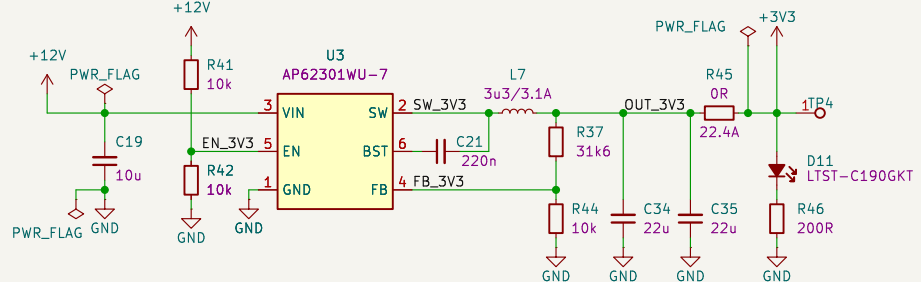 +12V
+12V
PWR_FLAG
R41
10k
U3
AP62301WU-7
3
VIN
SW
2
SW_3V3
EN_3V3
5
EN
BST
6
1
GND
FB
4
FB_3V3
C19
10u
PWR_FLAG
GND
R42
10k
GND
GND
C21
220n
L7
3u3/3.1A
R37
31k6
R44
10k
GND
OUT_3V3
C34
22u
GND
C35
22u
GND
R45
0R
22.4A
PWR_FLAG
+3V3
1
TP4
D11
LTST-C190GKT
R46
200R
GND